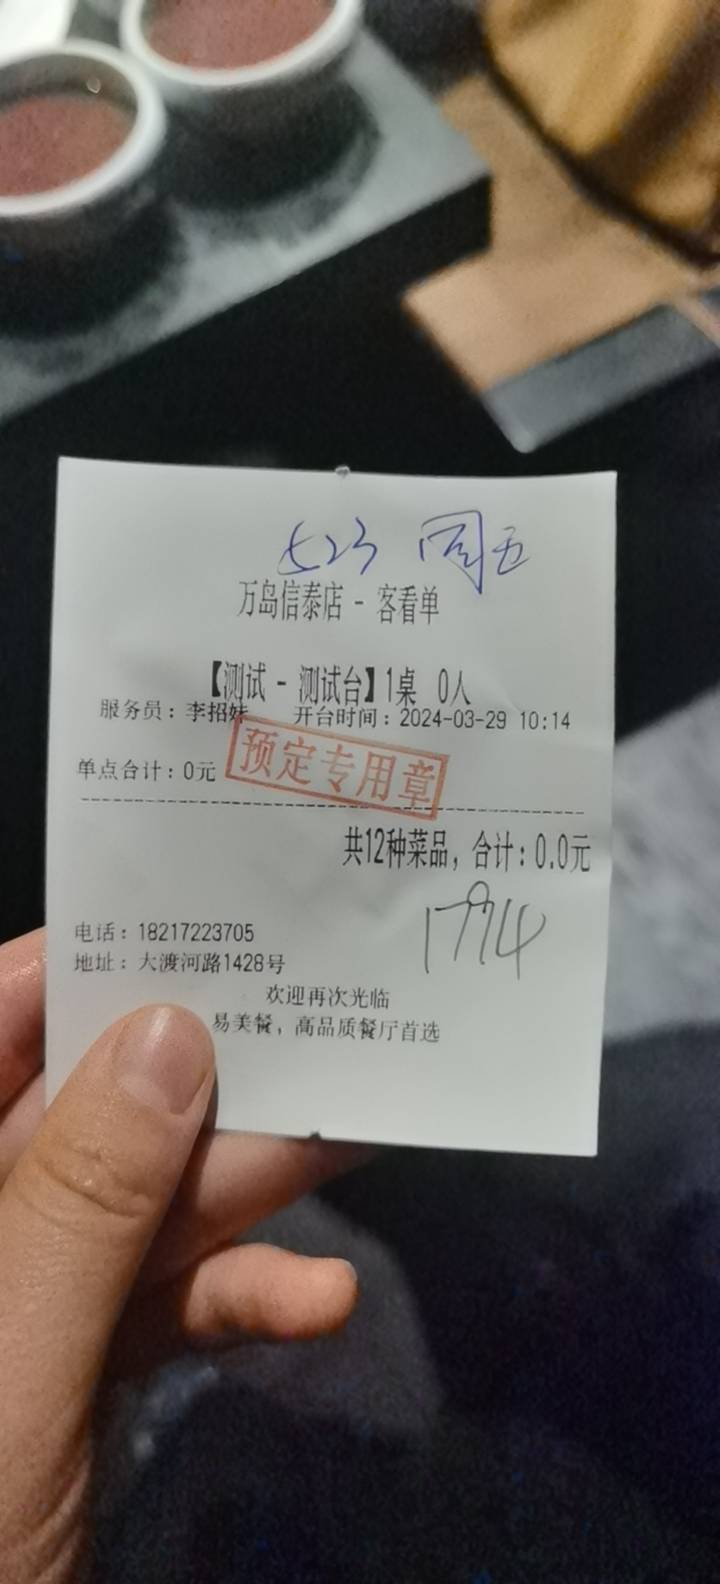 523 周五
万岛信泰店 - 客看单
【测试 - 测试台】1桌 0人
服务员：李招妹 开台时间：2024-03-29 10:14
预定专用章
单点合计：0元
共12种菜品，合计：0.0元
电话：18217223705
地址：大渡河路1428号
欢迎再次光临
易美餐，高品质餐厅首选